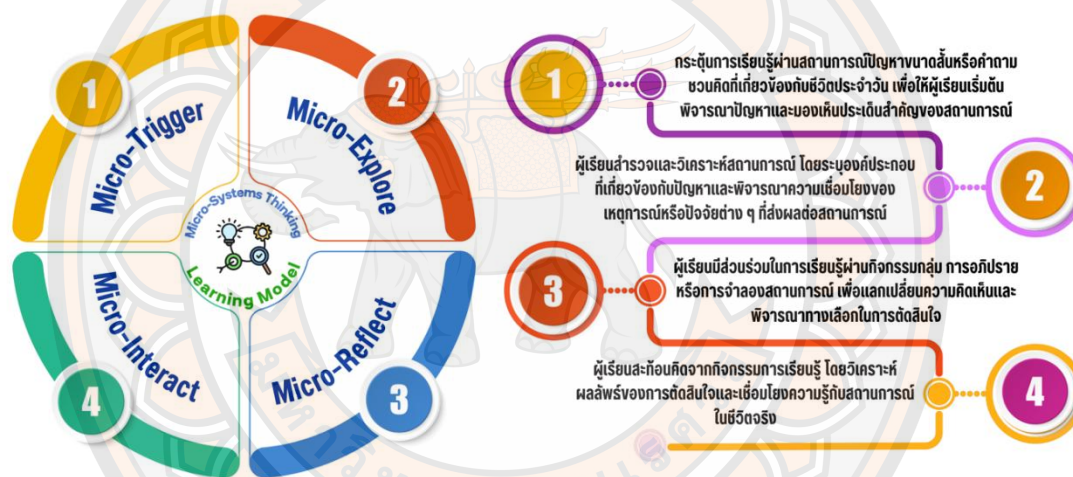 1
Micro-Trigger
2
Micro-Explore
Micro-Systems Thinking
Learning Model
4
Micro-Interact
3
Micro-Reflect
1
กระตุ้นการเรียนรู้ผ่านสถานการณ์ปัญหาขนาดสั้นหรือคำถาม
ชวนคิดที่เกี่ยวข้องกับชีวิตประจำวัน เพื่อให้ผู้เรียนเริ่มต้น
พิจารณาปัญหาและมองเห็นประเด็นสำคัญของสถานการณ์
2
ผู้เรียนสำรวจและวิเคราะห์สถานการณ์ โดยระบุองค์ประกอบ
ที่เกี่ยวข้องกับปัญหาและพิจารณาความเชื่อมโยงของ
เหตุการณ์หรือปัจจัยต่าง ๆ ที่ส่งผลต่อสถานการณ์
3
ผู้เรียนมีส่วนร่วมในการเรียนรู้ผ่านกิจกรรมกลุ่ม การอภิปราย
หรือการจำลองสถานการณ์ เพื่อแลกเปลี่ยนความคิดเห็นและ
พิจารณาทางเลือกในการตัดสินใจ
4
ผู้เรียนสะท้อนคิดจากกิจกรรมการเรียนรู้ โดยวิเคราะห์
ผลลัพธ์ของการตัดสินใจและเชื่อมโยงความรู้กับสถานการณ์
ในชีวิตจริง